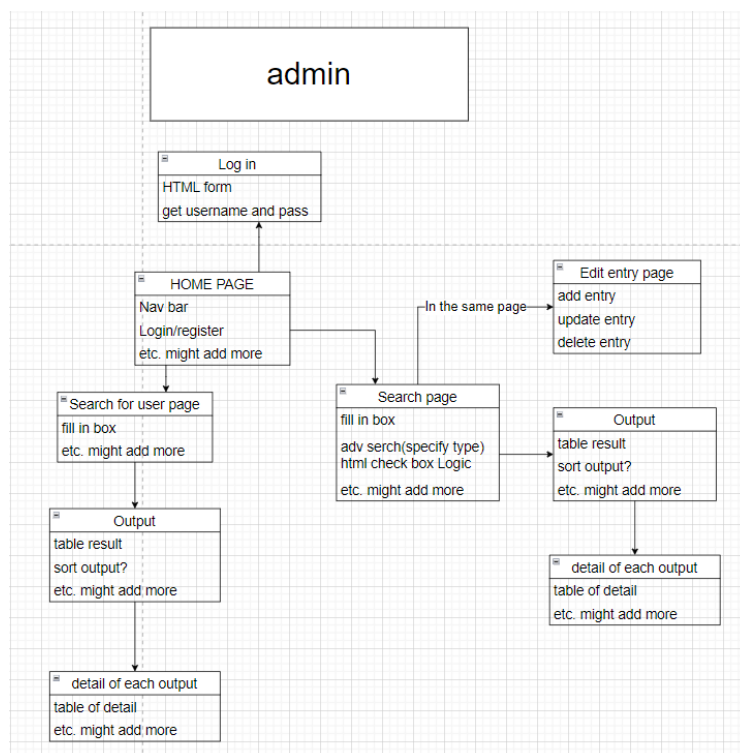 admin
Log in
HTML form
get username and pass
HOME PAGE
Nav bar
Login/register
etc. might add more
In the same page
Edit entry page
add entry
update entry
delete entry
Search for user page
fill in box
etc. might add more
Search page
fill in box
adv serch(specify type)
html check box Logic
etc. might add more
Output
table result
sort output?
etc. might add more
Output
table result
sort output?
etc. might add more
detail of each output
table of detail
etc. might add more
detail of each output
table of detail
etc. might add more